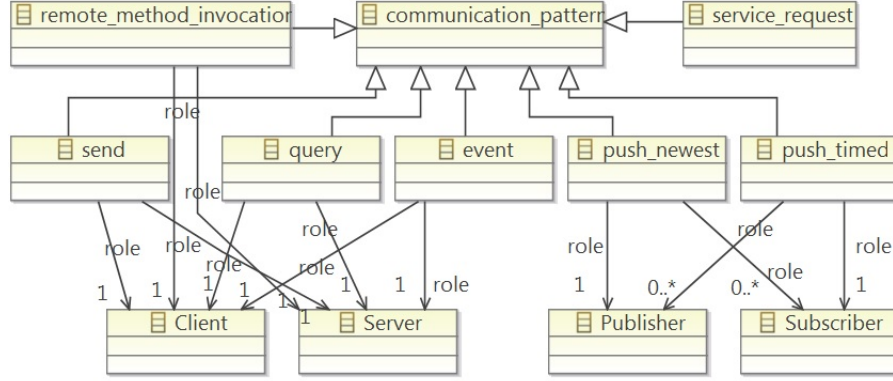 remote_method_invocation
communication_pattern
service_request
role
send
query
event
push_newest
push_timed
role
role
role
role
role
role
role
role
role
role
1
1
1
1
1
1
1
1
0..*
0..*
1
Client
Server
Publisher
Subscriber